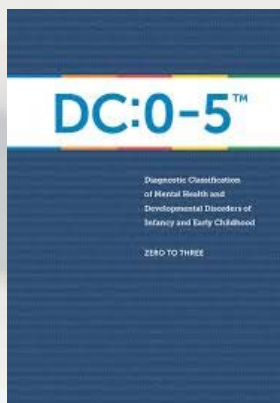 DC:0-5™
Diagnostic Classification
of Mental Health and
Developmental Disorders of
Infancy and Early Childhood
ZERO TO THREE